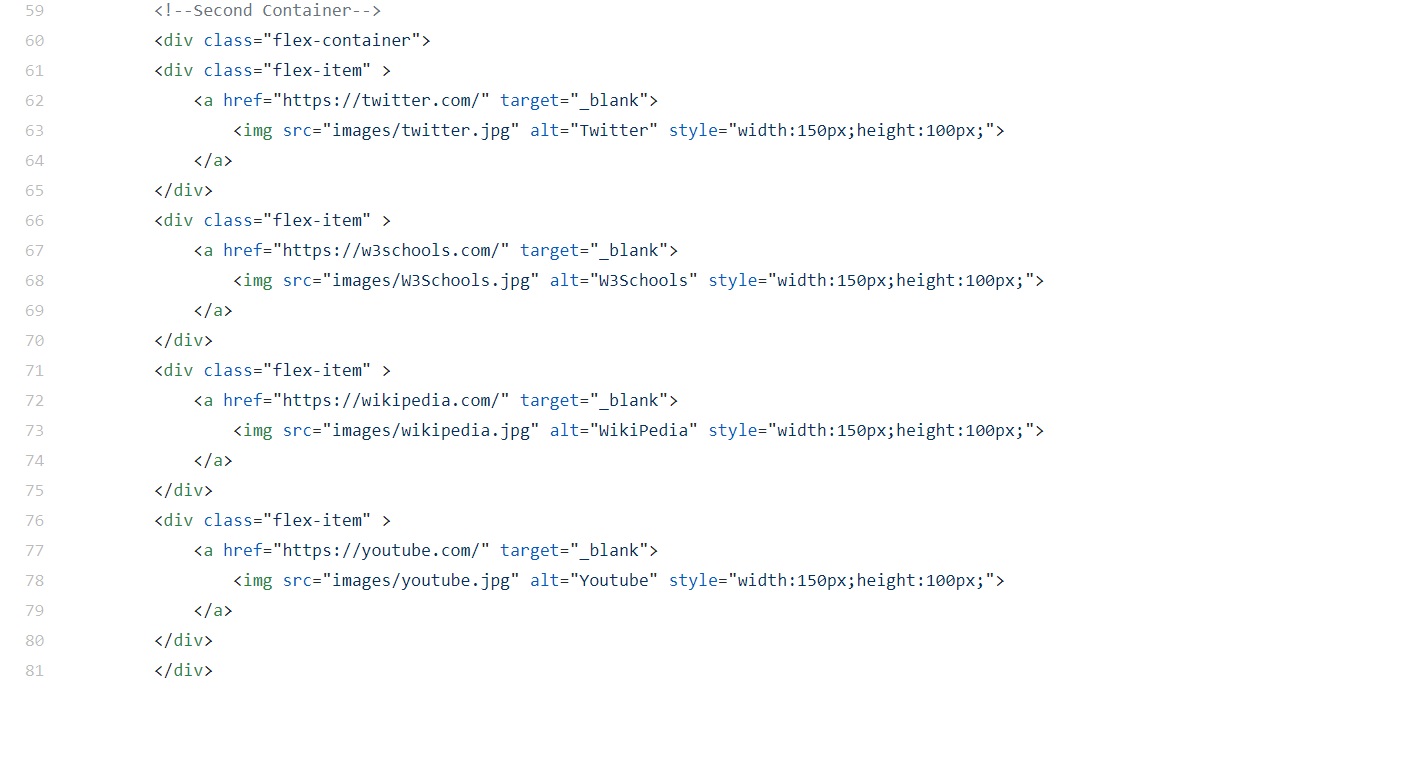 59 <!--Second Container-->
60 <div class="flex-container">
61 <div class="flex-item" >
62 <a href="https://twitter.com/" target="_blank">
63 <img src="images/twitter.jpg" alt="Twitter" style="width:150px;height:100px;">
64 </a>
65 </div>
66 <div class="flex-item" >
67 <a href="https://w3schools.com/" target="_blank">
68 <img src="images/W3Schools.jpg" alt="W3Schools" style="width:150px;height:100px;">
69 </a>
70 </div>
71 <div class="flex-item" >
72 <a href="https://wikipedia.com/" target="_blank">
73 <img src="images/wikipedia.jpg" alt="WikiPedia" style="width:150px;height:100px;">
74 </a>
75 </div>
76 <div class="flex-item" >
77 <a href="https://youtube.com/" target="_blank">
78 <img src="images/youtube.jpg" alt="Youtube" style="width:150px;height:100px;">
79 </a>
80 </div>
81 </div>